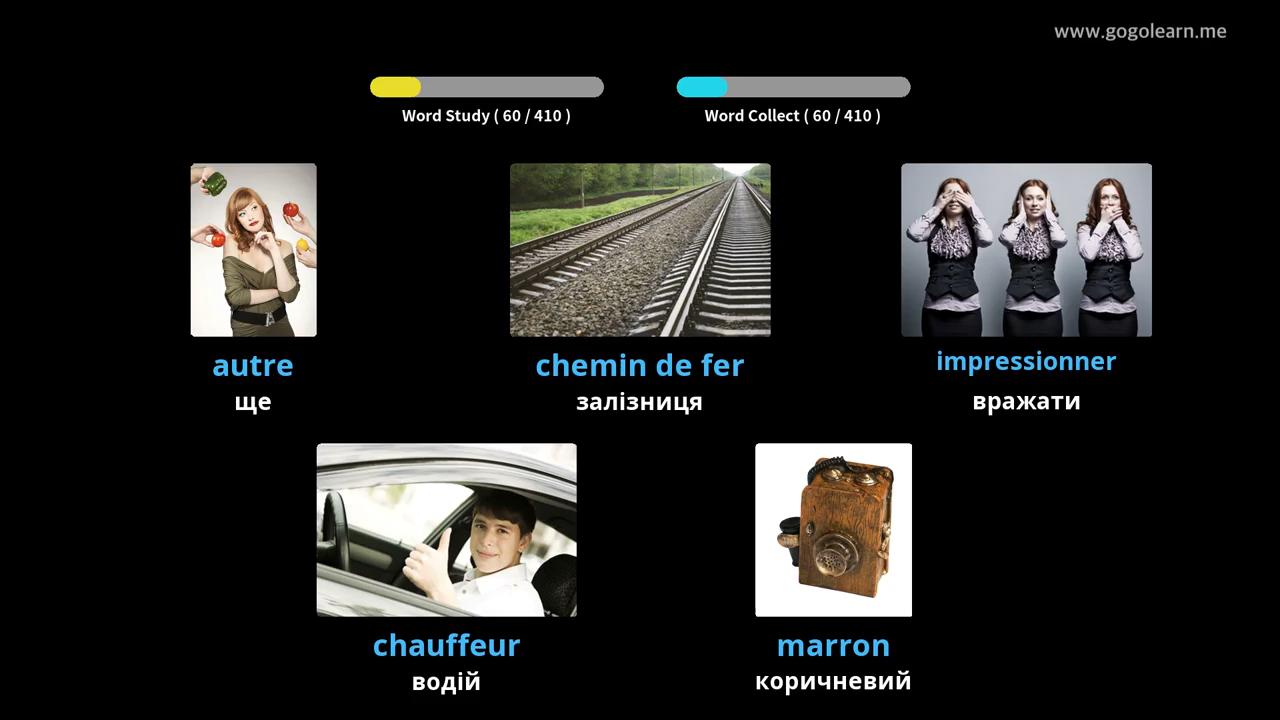 www.gogolearn.me
Word Study ( 60 / 410 )
Word Collect ( 60 / 410 )
autre
ще
chemin de fer
залізниця
impressionner
вражати
chauffeur
водій
marron
коричневий